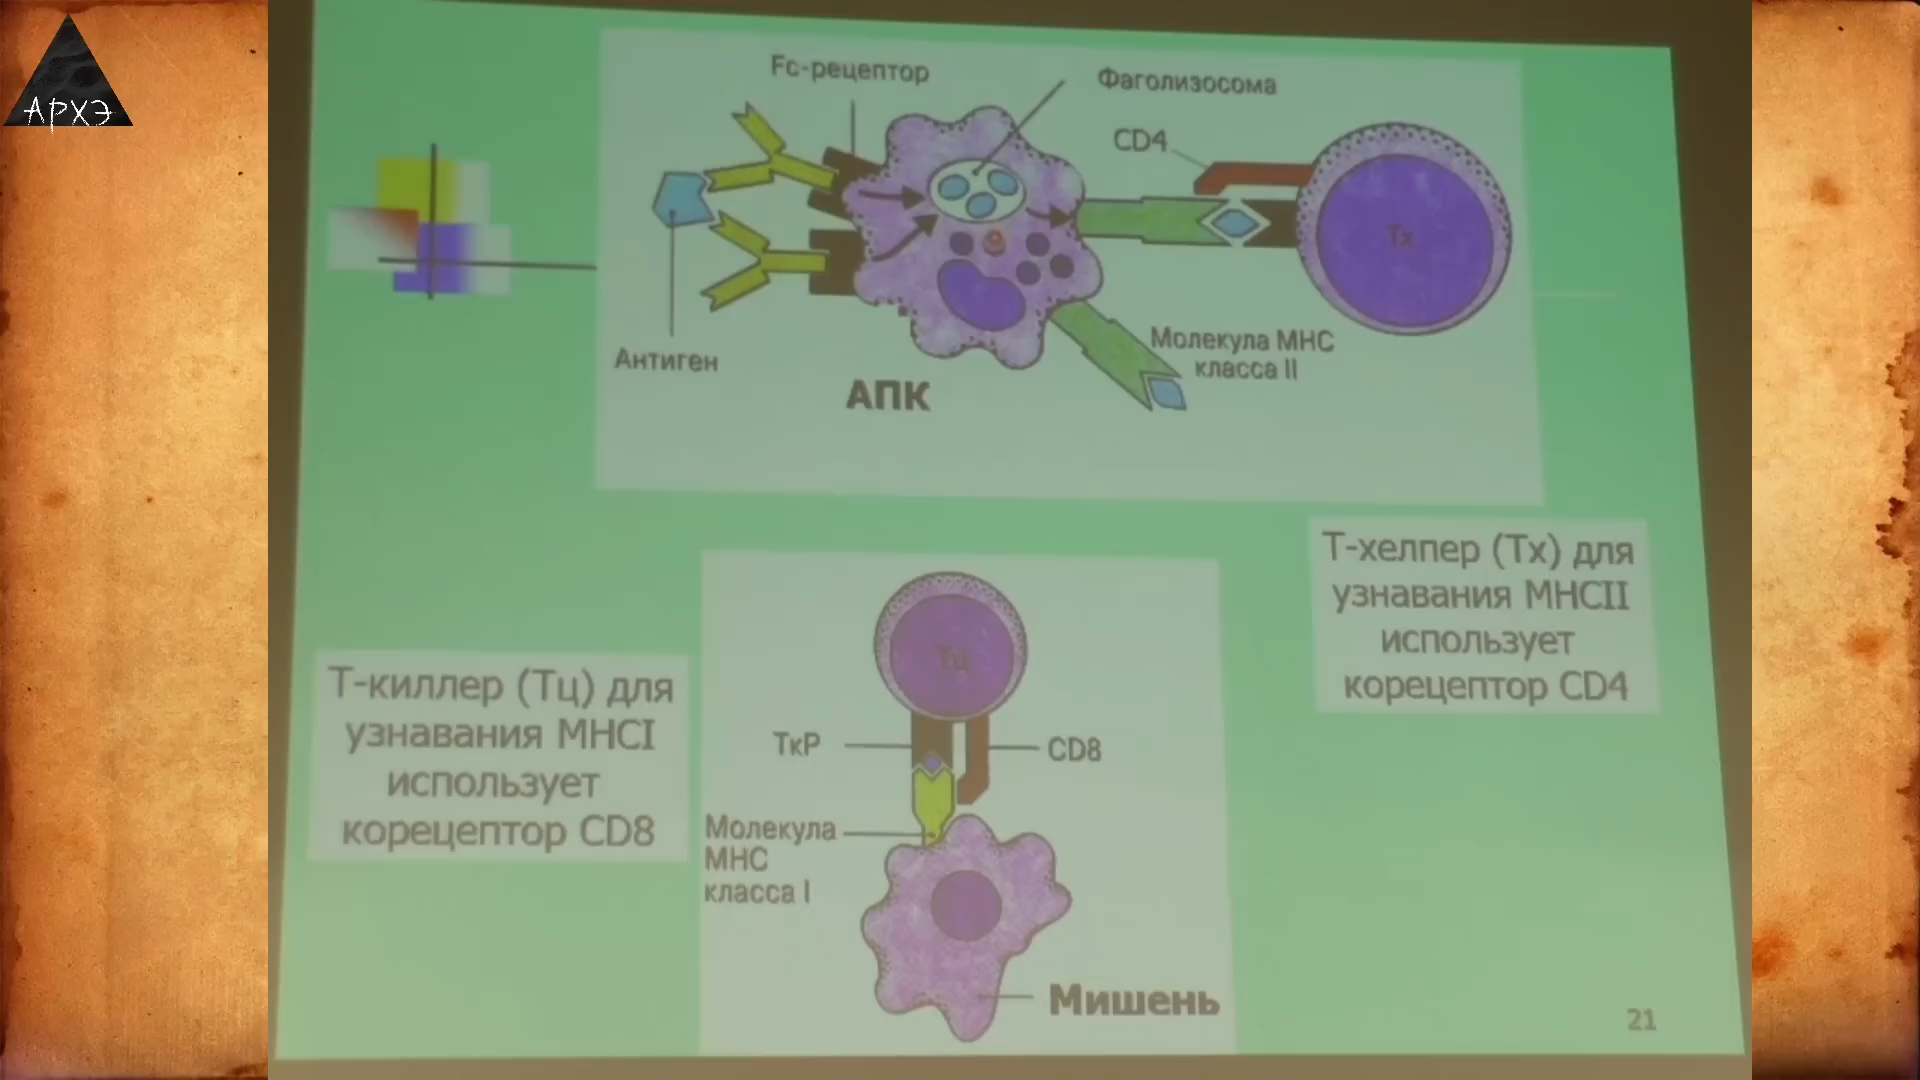 АРХЭ
Fc-рецептор
Фаголизосома
CD4
Тх
Антиген
Молекула МНС
класса II
АПК
Т-хелпер (Тх) для
узнавания MHCII
использует
корецептор CD4
Т-киллер (Тц) для
узнавания MHCI
использует
корецептор CD8
Тц
ТкР
CD8
Молекула
МНС
класса I
Мишень
21